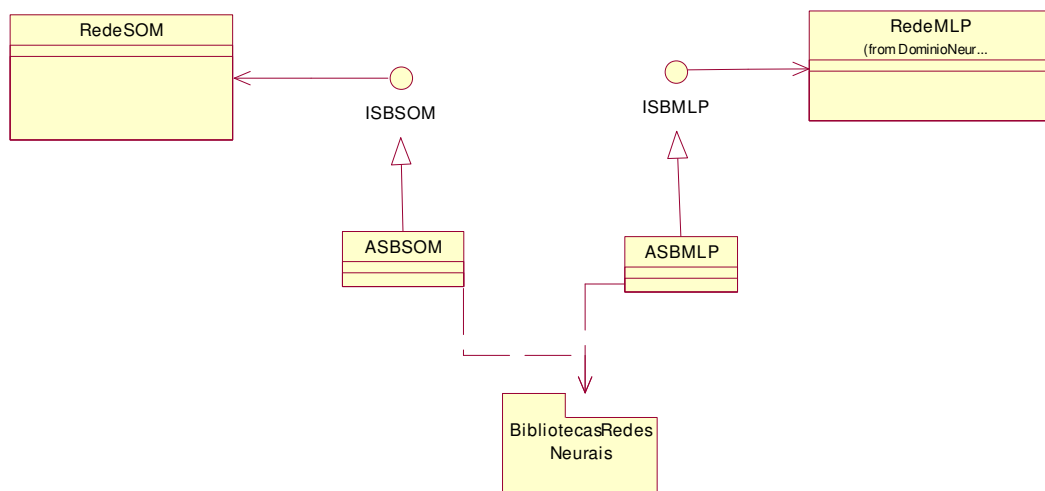 RedeSOM
RedeMLP
(from DominioNeur...
ISBSOM
ISBMLP
ASBSOM
ASBMLP
BibliotecasRedes
Neurais